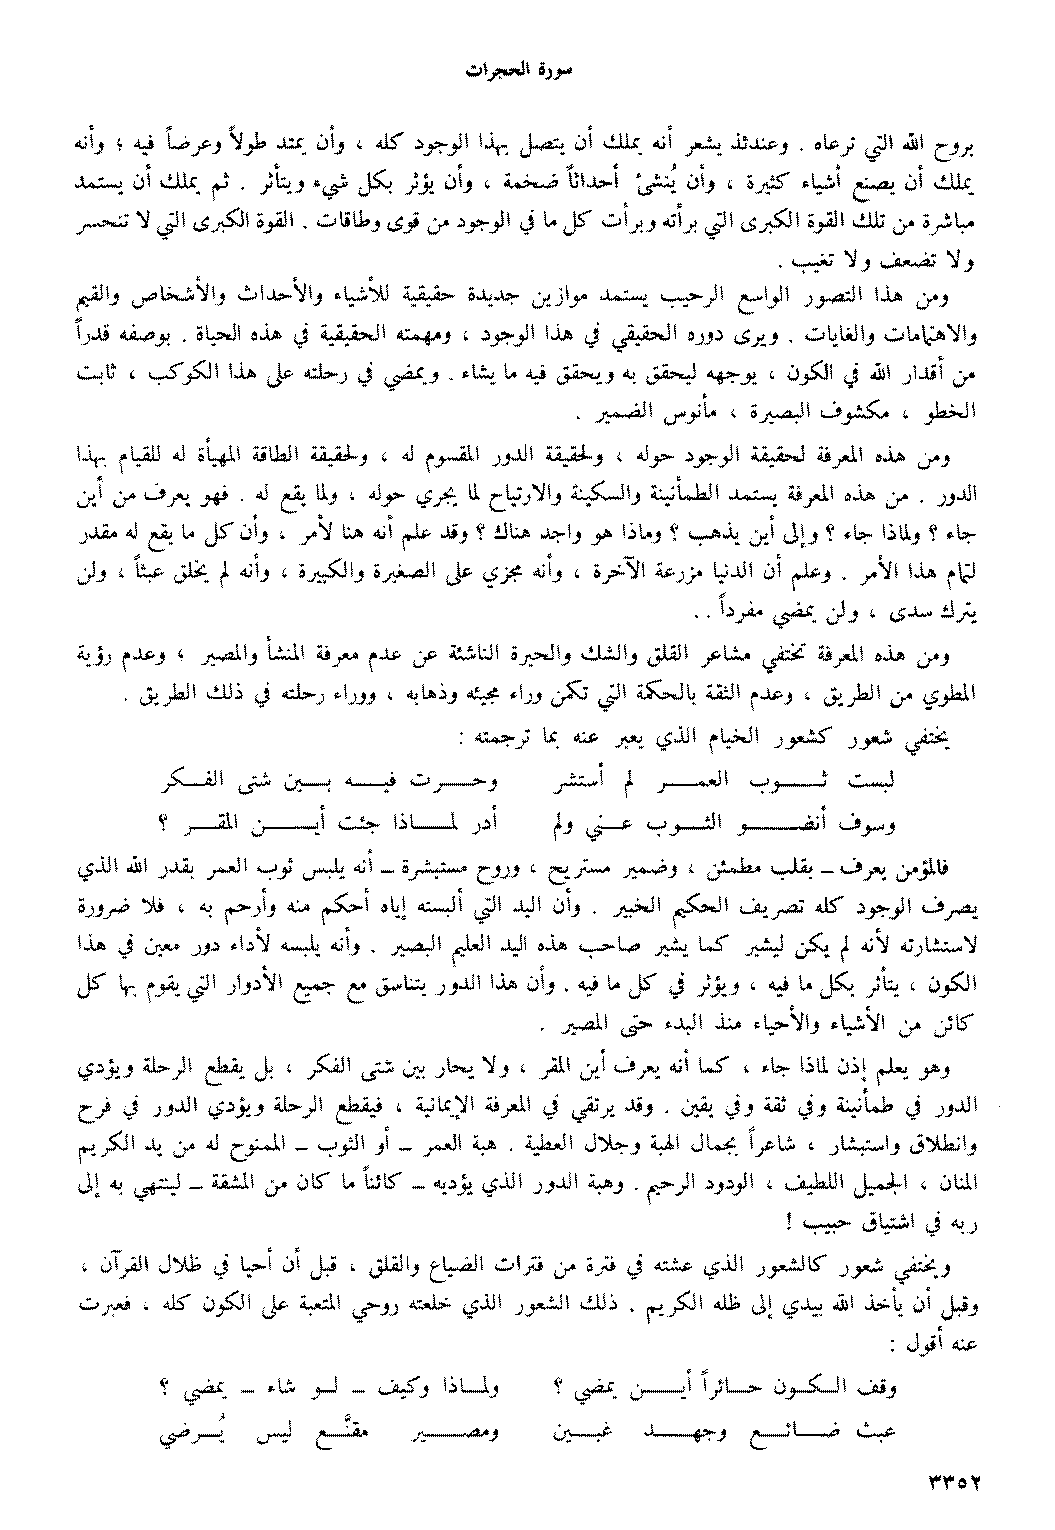 سورة الحجرات
بروح الله التي ترعاه . وعندئذ يشعر أنه يملك أن يتصل بهذا الوجود كله ، وأن يمتد طولاً وعرضاً فيه ؛ وأنه
يملك أن يصنع أشياء كثيرة ، وأن يُنشئ أحداثاً ضخمة ، وأن يؤثر بكل شيء ويتأثر . ثم يملك أن يستمد
مباشرة من تلك القوة الكبرى التي برأته وبرأت كل ما في الوجود من قوى وطاقات . القوة الكبرى التي لا تنحسر
ولا تضعف ولا تغيب .
ومن هذا التصور الواسع الرحيب يستمد موازين جديدة حقيقية للأشياء والأحداث والأشخاص والقيم
والاهتمامات والغايات . ويرى دوره الحقيقي في هذا الوجود ، ومهمته الحقيقية في هذه الحياة . بوصفه قدراً
من أقدار الله في الكون ، يوجهه ليحقق به ويحقق فيه ما يشاء . ويمضي في رحلته على هذا الكوكب ، ثابت
الخطو ، مكشوف البصيرة ، مأنوس الضمير .
ومن هذه المعرفة لحقيقة الوجود حوله ، ولحقيقة الدور المقسوم له ، ولحقيقة الطاقة المهيأة له للقيام بهذا
الدور . من هذه المعرفة يستمد الطمأنينة والسكينة والارتياح لما يجري حوله ، ولما يقع له . فهو يعرف من أين
جاء ؟ ولماذا جاء ؟ وإلى أين يذهب ؟ وماذا هو واجد هناك ؟ وقد علم أنه هنا لأمر ، وأن كل ما يقع له مقدر
لتمام هذا الأمر . وعلم أن الدنيا مزرعة الآخرة ، وأنه مجزي على الصغيرة والكبيرة ، وأنه لم يخلق عبثاً ، ولن
يترك سدى ، ولن يمضي مفرداً . .
ومن هذه المعرفة تختفي مشاعر القلق والشك والحيرة الناشئة عن عدم معرفة المنشأ والمصير ؛ وعدم رؤية
المطوي من الطريق ، وعدم الثقة بالحكمة التي تكمن وراء مجيئه وذهابه ، ووراء رحلته في ذلك الطريق .
يختفي شعور كشعور الخيام الذي يعبر عنه بما ترجمته :
لبست ثـــوب العمـــر لم أستشر وحـــرت فيـــه بـــين شتى الفـــكر
وسوف أنضـــو الثـــوب عـــني ولم أدر لمـــاذا جئت أيـــن المقـــر ؟
فالمؤمن يعرف – بقلب مطمئن ، وضمير مستريح ، وروح مستبشرة – أنه يلبس ثوب العمر بقدر الله الذي
يصرف الوجود كله تصريف الحكيم الخبير . وأن اليد التي ألبسته إياه أحكم منه وأرحم به ، فلا ضرورة
لاستشارته لأنه لم يكن ليشير كما يشير صاحب هذه اليد العليم البصير . وأنه يلبسه لأداء دور معين في هذا
الكون ، يتأثر بكل ما فيه ، ويؤثر في كل ما فيه . وأن هذا الدور يتناسق مع جميع الأدوار التي يقوم بها كل
كائن من الأشياء والأحياء منذ البدء حتى المصير .
وهو يعلم إذن لماذا جاء ، كما أنه يعرف أين المقر ، ولا يحار بين شتى الفكر ، بل يقطع الرحلة ويؤدي
الدور في طمأنينة وفي ثقة وفي يقين . وقد يرتقي في المعرفة الإيمانية ، فيقطع الرحلة ويؤدي الدور في فرح
وانطلاق واستبشار ، شاعراً بجمال الهبة وجلال العطية . هبة العمر – أو الثوب – الممنوح له من يد الكريم
المنان ، الجميل اللطيف ، الودود الرحيم . وهبة الدور الذي يؤديه – كائناً ما كان من المشقة – لينتهي به إلى
ربه في اشتياق حبيب !
ويختفي شعور كالشعور الذي عشته في فترة من فترات الضياع والقلق ، قبل أن أحيا في ظلال القرآن ،
وقبل أن يأخذ الله بيدي إلى ظله الكريم . ذلك الشعور الذي خلعته روحي المتعبة على الكون كله ، فعبرت
عنه أقول :
وقف الـــكون حـــائراً أيـــن يمضي ؟ ولمـــاذا وكيف – لـــو شاء – يمضي ؟
عبث ضـــائـــع وجهـــد غبـــين ومصـــير مقنَّـــع ليس يُـــرضي
٣٣٥٢